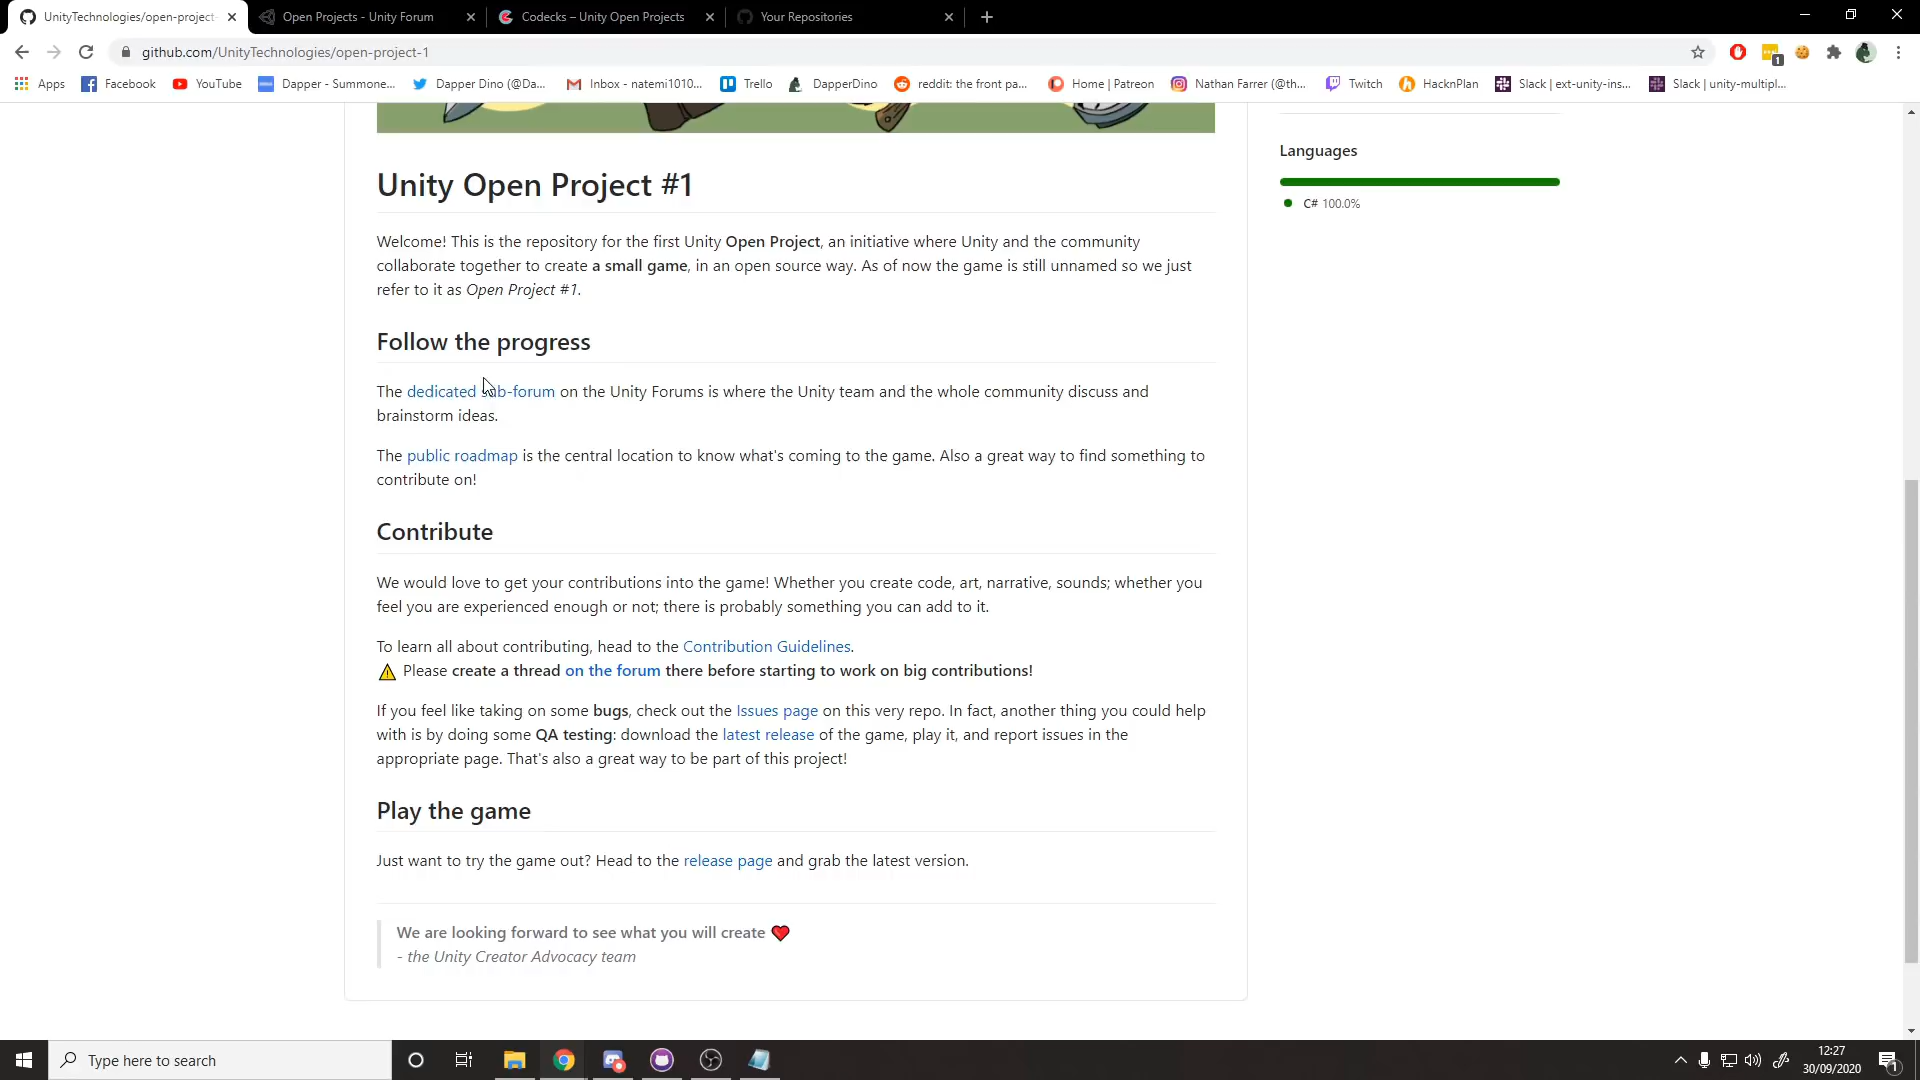 UnityTechnologies/open-project-
Open Projects - Unity Forum
Codecks – Unity Open Projects
Your Repositories
github.com/UnityTechnologies/open-project-1
1
Apps
Facebook
YouTube
Dapper - Summone...
Dapper Dino (@Da...
Inbox - natemi1010...
Trello
DapperDino
reddit: the front pa...
Home | Patreon
Nathan Farrer (@th...
Twitch
HacknPlan
Slack | ext-unity-ins...
Slack | unity-multipl...
Unity Open Project #1
Welcome! This is the repository for the first Unity Open Project, an initiative where Unity and the community
collaborate together to create a small game, in an open source way. As of now the game is still unnamed so we just
refer to it as Open Project #1.
Follow the progress
The dedicated sub-forum on the Unity Forums is where the Unity team and the whole community discuss and
brainstorm ideas.
The public roadmap is the central location to know what's coming to the game. Also a great way to find something to
contribute on!
Contribute
We would love to get your contributions into the game! Whether you create code, art, narrative, sounds; whether you
feel you are experienced enough or not; there is probably something you can add to it.
To learn all about contributing, head to the Contribution Guidelines.
Please create a thread on the forum there before starting to work on big contributions!
If you feel like taking on some bugs, check out the Issues page on this very repo. In fact, another thing you could help
with is by doing some QA testing: download the latest release of the game, play it, and report issues in the
appropriate page. That's also a great way to be part of this project!
Play the game
Just want to try the game out? Head to the release page and grab the latest version.
We are looking forward to see what you will create
- the Unity Creator Advocacy team
Languages
C# 100.0%
Type here to search
12:27
30/09/2020
1